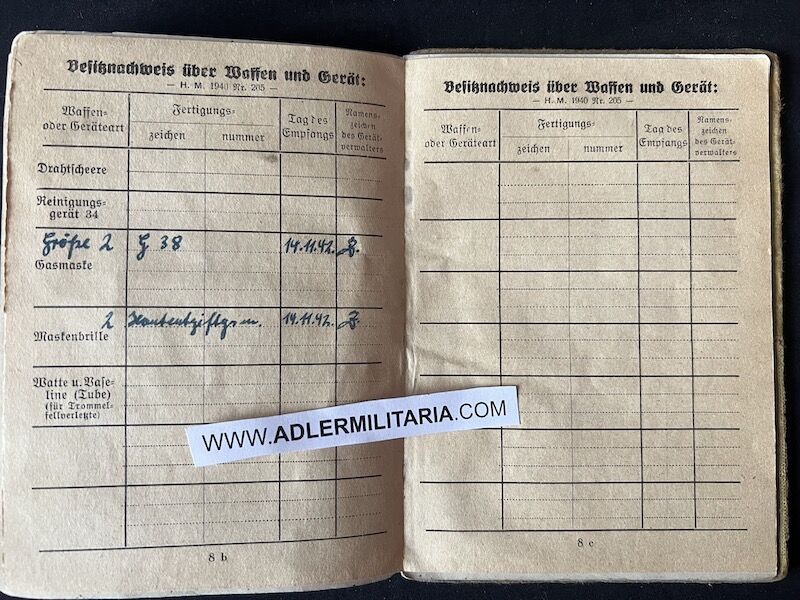 Besitznachweis über Waffen und Gerät:
— H. M. 1940 Nr. 205 —
Waffen- oder Geräteart
Fertigungs-
zeichen
nummer
Tag des Empfangs
Namens-
zeichen
des Gerät-
verwalters
Drahtschere
Reinigungs-
gerät 34
Größe 2 G 38 14.11.42.
Gasmaske
2 14.11.42.
Maskenbrille
Watte u. Vase-
line (Tube)
(für Trommel-
fellverletzte)
8 b
Besitznachweis über Waffen und Gerät:
— H. M. 1940 Nr. 205 —
Waffen-
oder Geräteart
Fertigungs-
zeichen
nummer
Tag des
Empfangs
Namens-
zeichen
des Gerät-
verwalters
8 c
WWW.ADLERMILITARIA.COM